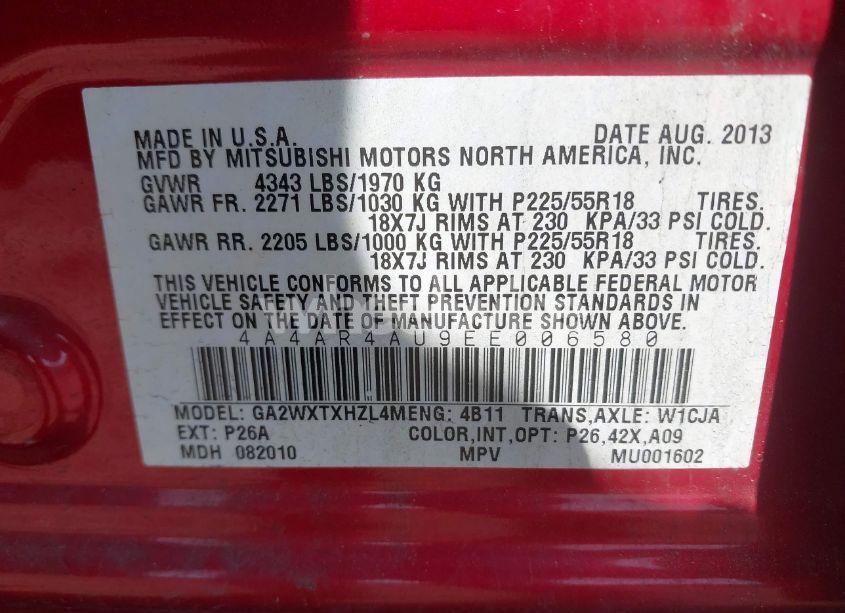 MADE IN U.S.A. DATE AUG. 2013
MFD BY MITSUBISHI MOTORS NORTH AMERICA, INC.
GVWR 4343 LBS/1970 KG
GAWR FR. 2271 LBS/1030 KG WITH P225/55R18 TIRES.
18X7J RIMS AT 230 KPA/33 PSI COLD.
GAWR RR. 2205 LBS/1000 KG WITH P225/55R18 TIRES.
18X7J RIMS AT 230 KPA/33 PSI COLD.
THIS VEHICLE CONFORMS TO ALL APPLICABLE FEDERAL MOTOR
VEHICLE SAFETY AND THEFT PREVENTION STANDARDS IN
EFFECT ON THE DATE OF MANUFACTURE SHOWN ABOVE.
4A4AR4AU9EE006580
MODEL: GA2WXTXHZL4MENG: 4B11 TRANS,AXLE: W1CJA
EXT: P26A COLOR,INT,OPT: P26,42X,A09
MDH 082010 MPV MU001602